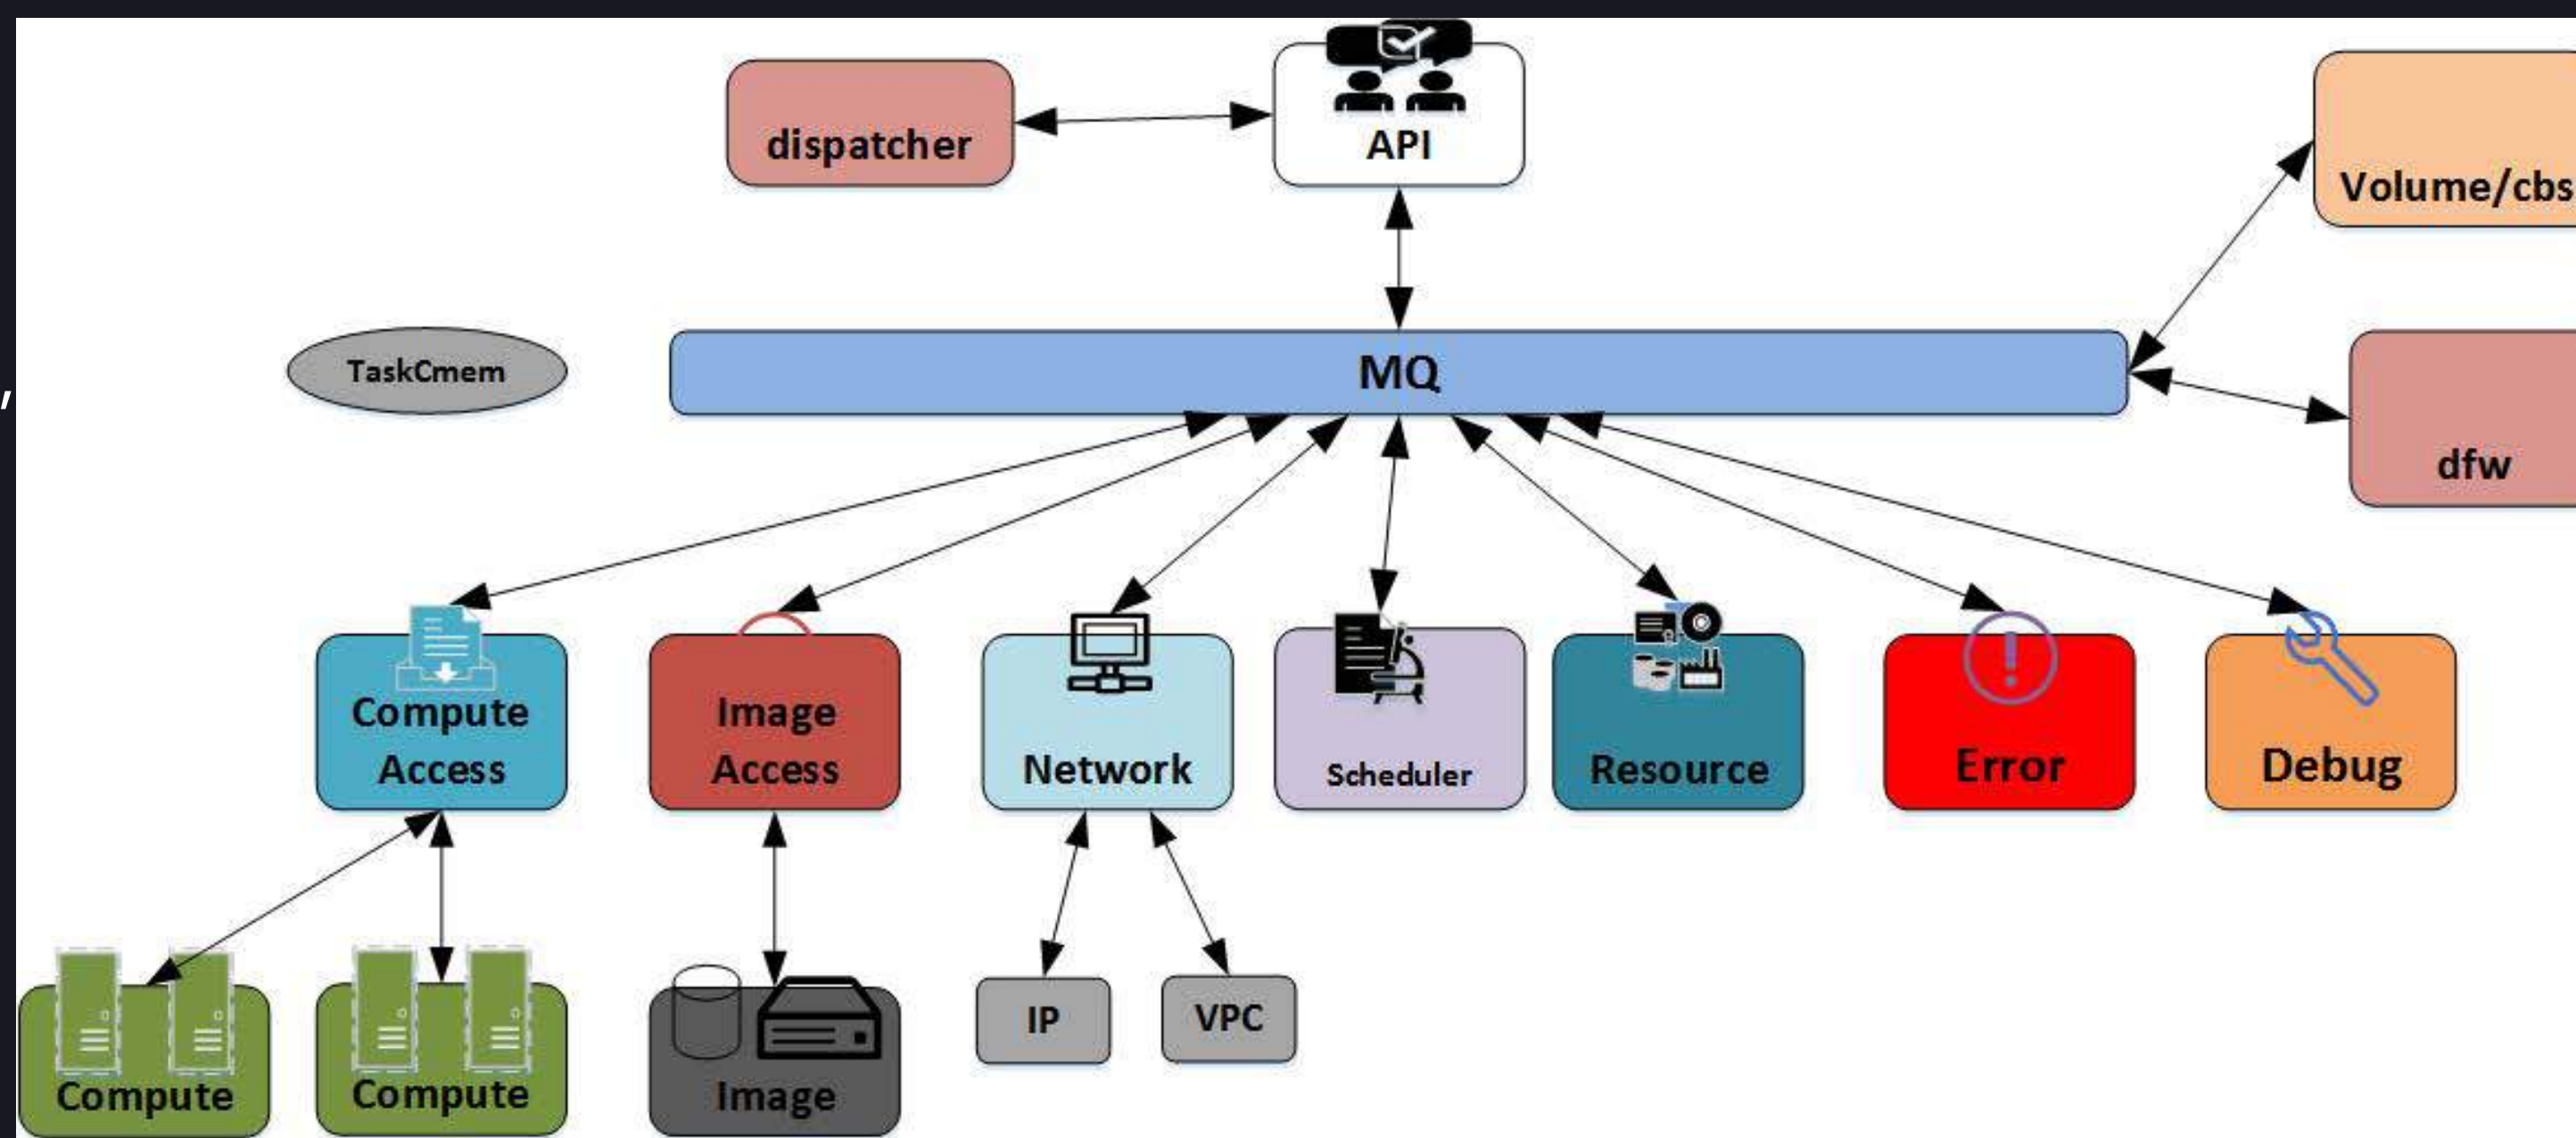 API
dispatcher
Volume/cbs
TaskCmem
MQ
,
dfw
Compute
Access
Image
Access
Network
Scheduler
Resource
Error
Debug
IP
VPC
Compute
Compute
Image